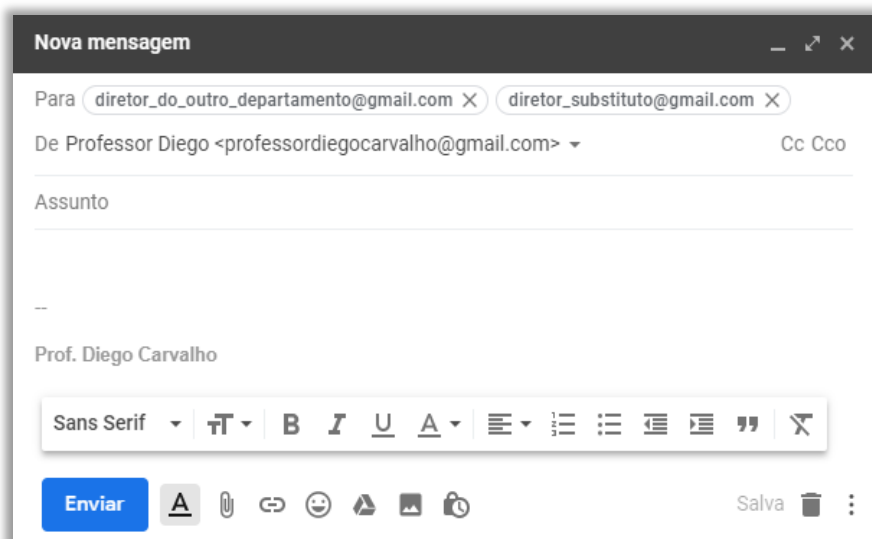 Nova mensagem
Para diretor_do_outro_departamento@gmail.com diretor_substituto@gmail.com
De Professor Diego <professordiegocarvalho@gmail.com> Cc Cco
Assunto
--
Prof. Diego Carvalho
Sans Serif TT B I U A
Enviar A Salva